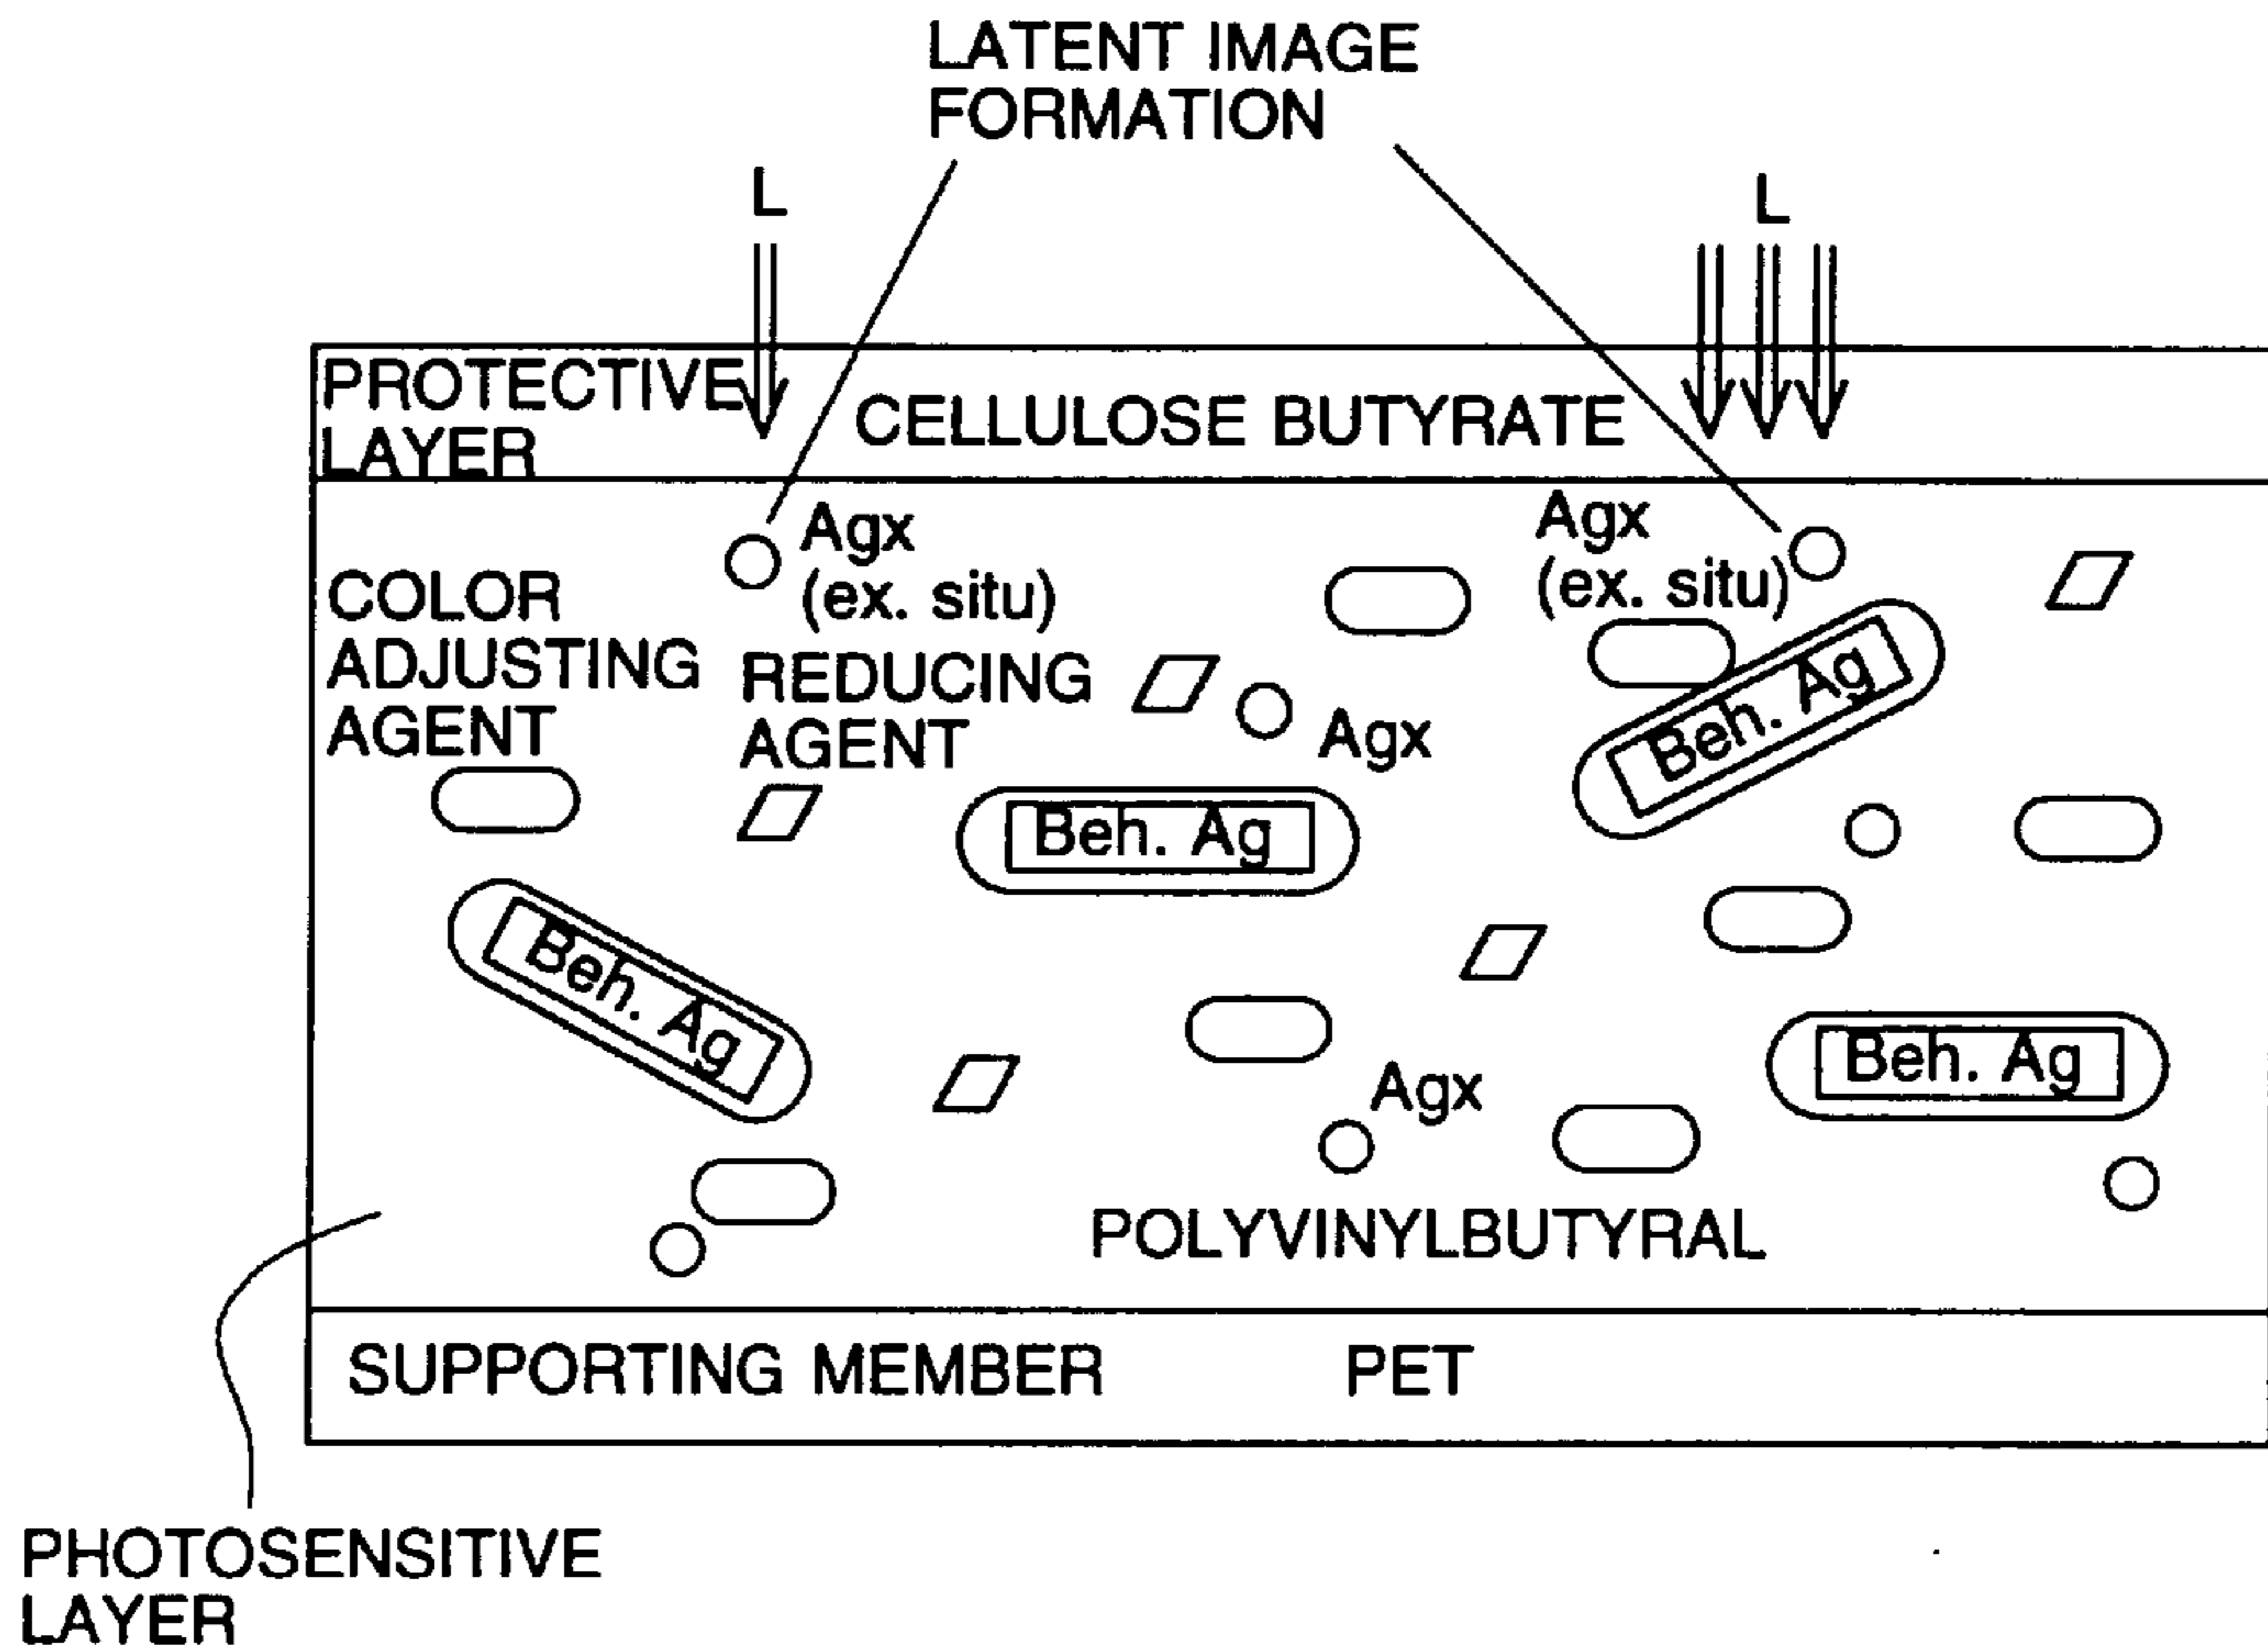 LATENT IMAGE
FORMATION
L
L
PROTECTIVE
LAYER
CELLULOSE BUTYRATE
Agx
(ex. situ)
Agx
(ex. situ)
COLOR
ADJUSTING
AGENT
REDUCING
AGENT
Agx
Beh. Ag
Beh. Ag
Beh. Ag
Beh. Ag
Agx
POLYVINYLBUTYRAL
SUPPORTING MEMBER
PET
PHOTOSENSITIVE
LAYER